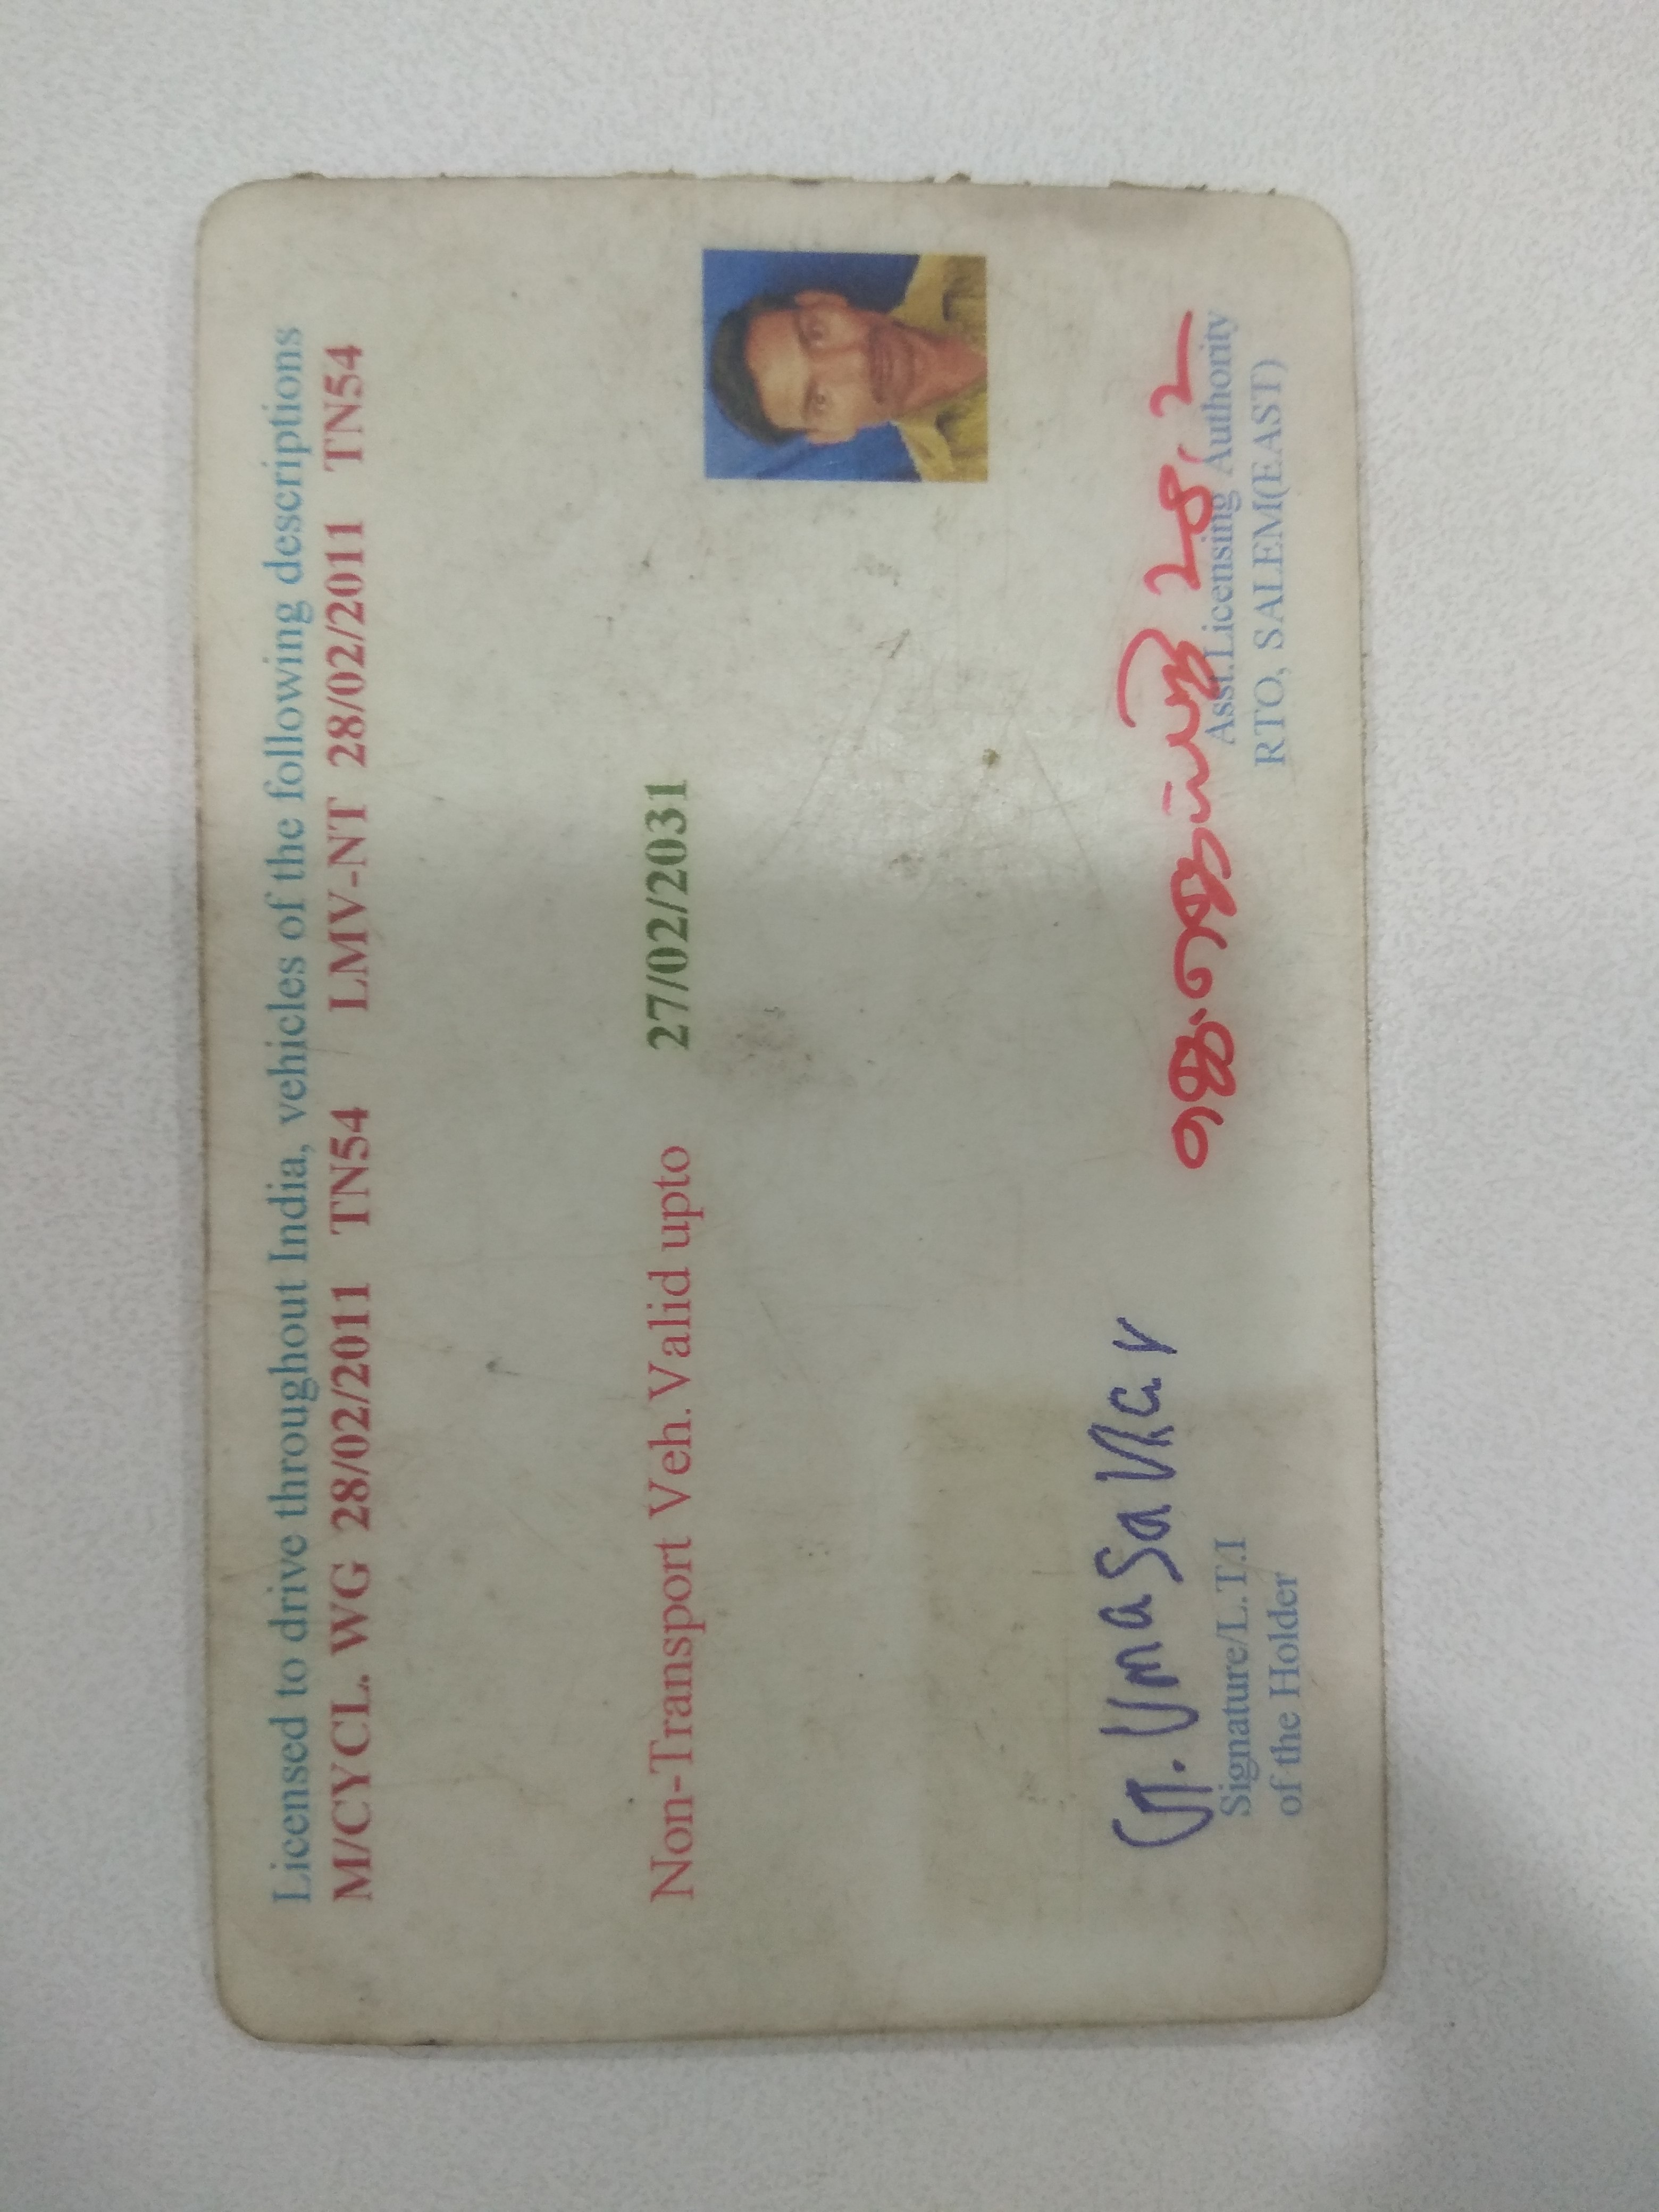 Licensed to drive throughout India, vehicles of the following descriptions
M/CYCL. WG 28/02/2011 TN54 LMV-NT 28/02/2011 TN54
Non-Transport Veh. Valid upto 27/02/2031
G. Umasankar
Signature/L.T.I
of the Holder
28/2
Asst.Licensing Authority
RTO, SALEM(EAST)